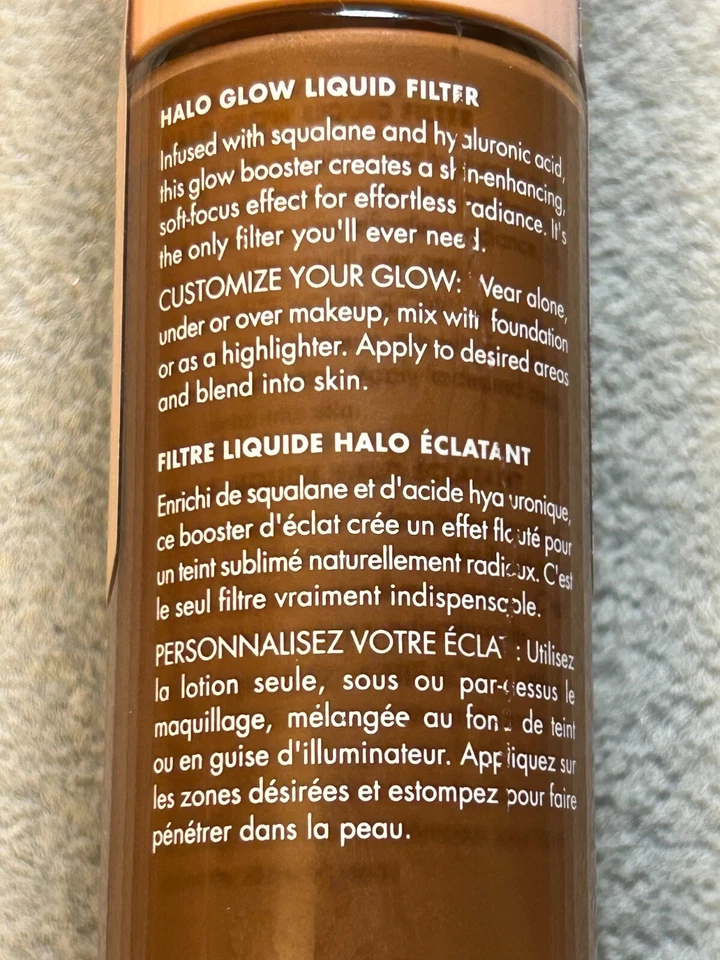 HALO GLOW LIQUID FILTER
Infused with squalane and hyaluronic acid,
this glow booster creates a skin-enhancing,
soft-focus effect for effortless radiance. It's
the only filter you'll ever need.
CUSTOMIZE YOUR GLOW: Wear alone,
under or over makeup, mix with foundation
or as a highlighter. Apply to desired areas
and blend into skin.
FILTRE LIQUIDE HALO ÉCLATANT
Enrichi de squalane et d'acide hyaluronique,
ce booster d'éclat crée un effet flouté pour
un teint sublimé naturellement radieux. C'est
le seul filtre vraiment indispensable.
PERSONNALISEZ VOTRE ÉCLAT : Utilisez
la lotion seule, sous ou par-dessus le
maquillage, mélangée au fond de teint
ou en guise d'illuminateur. Appliquez sur
les zones désirées et estompez pour faire
pénétrer dans la peau.